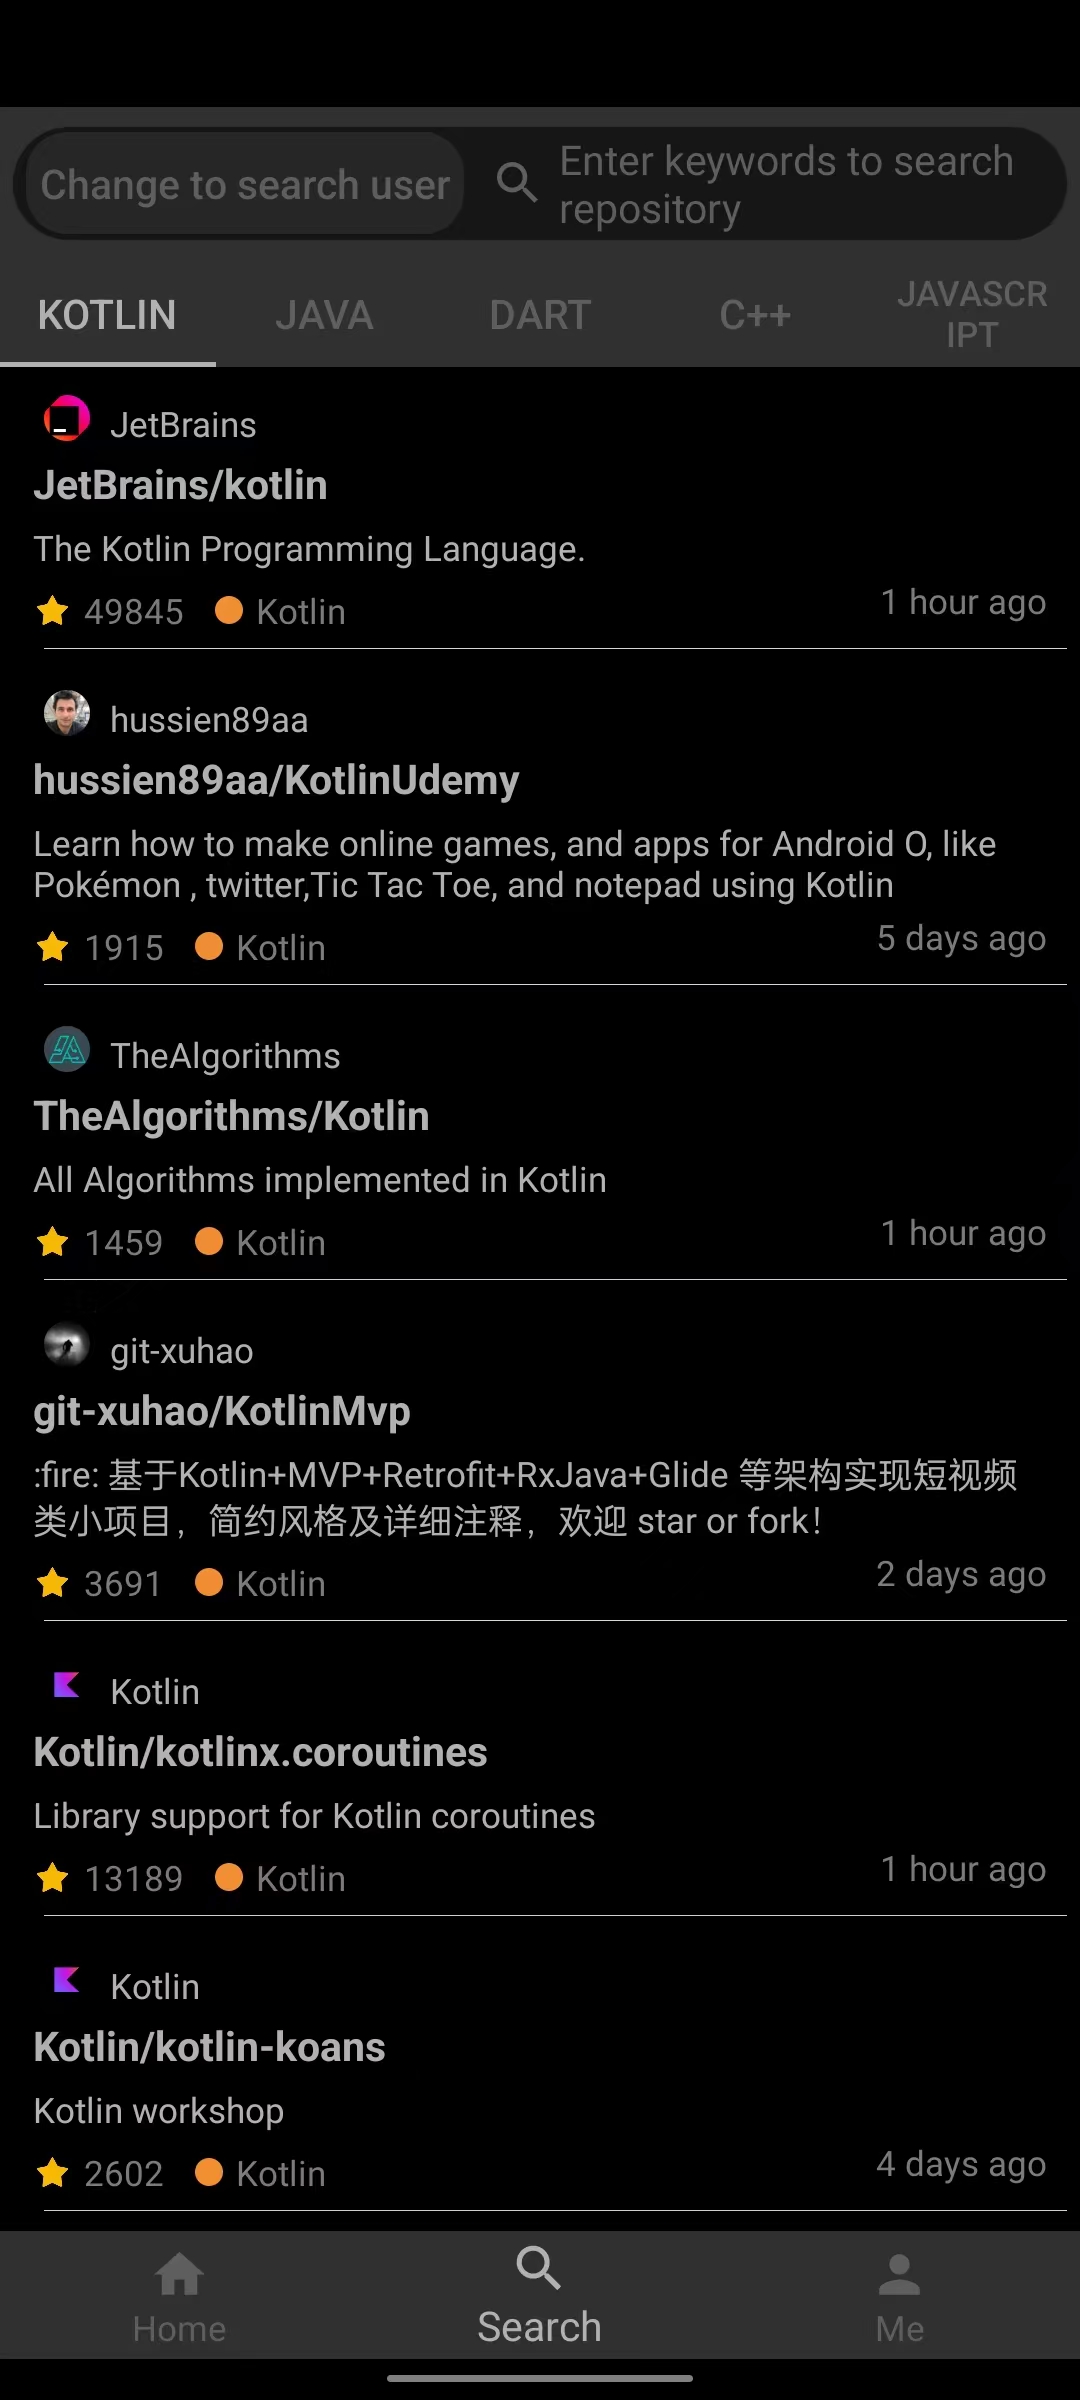 Change to search user
Enter keywords to search
repository
KOTLIN
JAVA
DART
C++
JAVASCR
IPT
JetBrains
JetBrains/kotlin
The Kotlin Programming Language.
49845 Kotlin 1 hour ago
hussien89aa
hussien89aa/KotlinUdemy
Learn how to make online games, and apps for Android O, like
Pokémon , twitter,Tic Tac Toe, and notepad using Kotlin
1915 Kotlin 5 days ago
TheAlgorithms
TheAlgorithms/Kotlin
All Algorithms implemented in Kotlin
1459 Kotlin 1 hour ago
git-xuhao
git-xuhao/KotlinMvp
:fire: 基于Kotlin+MVP+Retrofit+RxJava+Glide 等架构实现短视频
类小项目，简约风格及详细注释，欢迎 star or fork！
3691 Kotlin 2 days ago
Kotlin
Kotlin/kotlinx.coroutines
Library support for Kotlin coroutines
13189 Kotlin 1 hour ago
Kotlin
Kotlin/kotlin-koans
Kotlin workshop
2602 Kotlin 4 days ago
Home
Search
Me